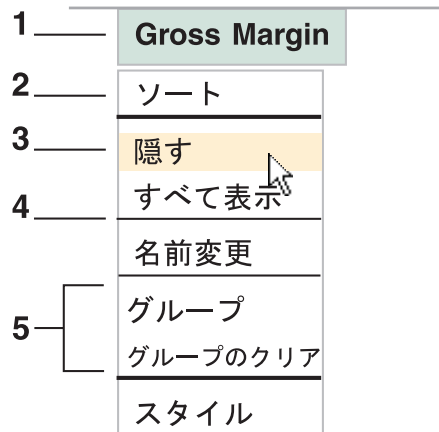 1 Gross Margin
2 ソート
3 隠す
すべて表示
4
名前変更
5 グループ
グループのクリア
スタイル